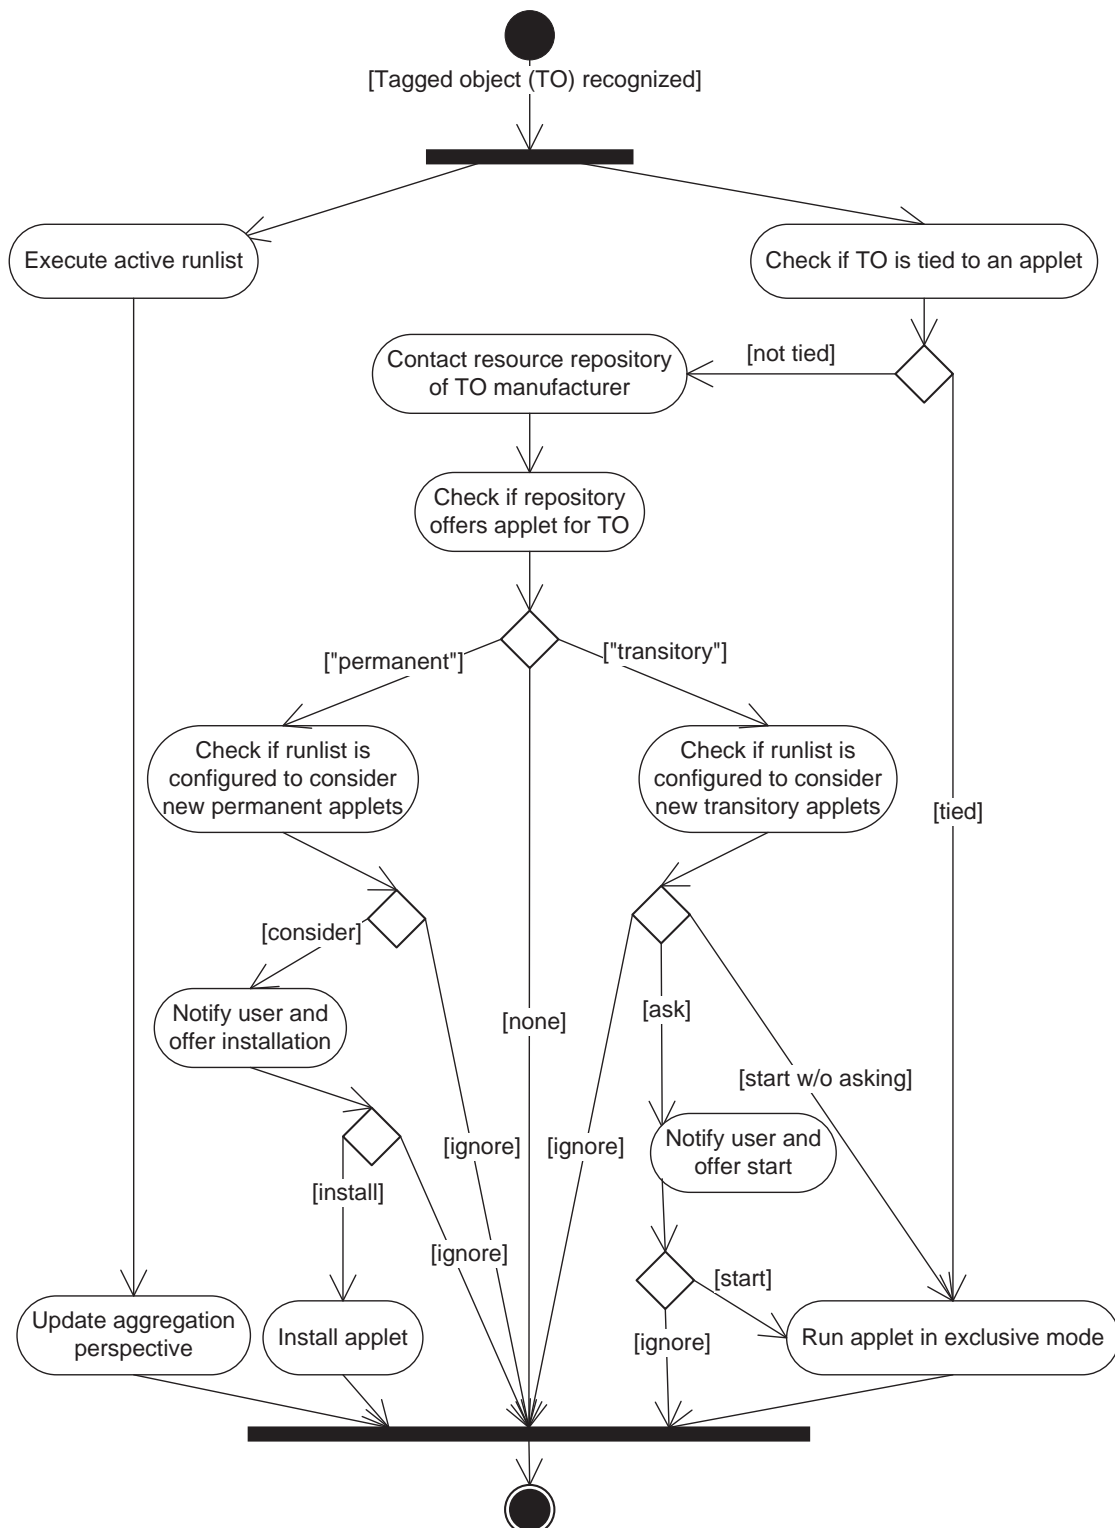 [Tagged object (TO) recognized]
Execute active runlist
Check if TO is tied to an applet
Contact resource repository
of TO manufacturer
[not tied]
Check if repository
offers applet for TO
["permanent"]
["transitory"]
Check if runlist is
configured to consider
new permanent applets
Check if runlist is
configured to consider
new transitory applets
[tied]
[consider]
Notify user and
offer installation
[none]
[ask]
[start w/o asking]
[ignore]
[ignore]
Notify user and
offer start
[install]
[ignore]
[start]
Update aggregation
perspective
Install applet
[ignore]
Run applet in exclusive mode